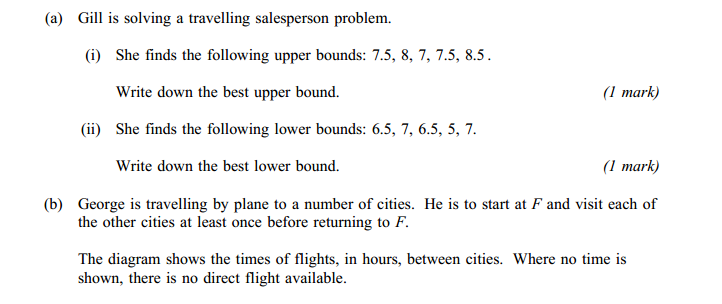 (a) Gill is solving a travelling salesperson problem.
(i) She finds the following upper bounds: 7.5, 8, 7, 7.5, 8.5 .
Write down the best upper bound. (1 mark)
(ii) She finds the following lower bounds: 6.5, 7, 6.5, 5, 7.
Write down the best lower bound. (1 mark)
(b) George is travelling by plane to a number of cities. He is to start at F and visit each of
the other cities at least once before returning to F.
The diagram shows the times of flights, in hours, between cities. Where no time is
shown, there is no direct flight available.